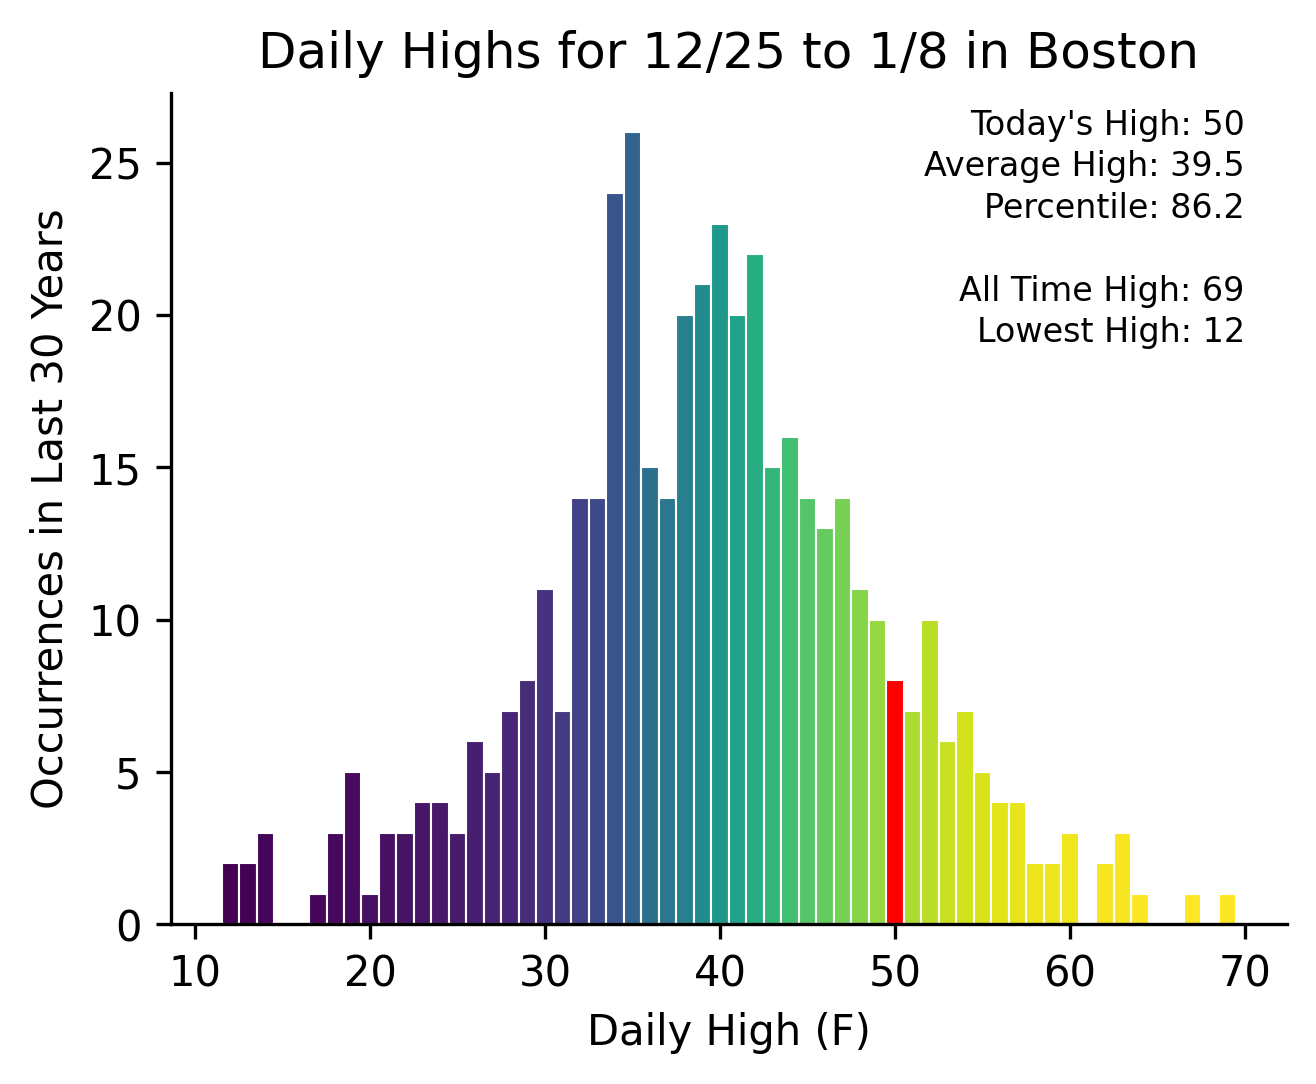 Daily Highs for 12/25 to 1/8 in Boston
Today's High: 50
Average High: 39.5
Percentile: 86.2
All Time High: 69
Lowest High: 12
Occurrences in Last 30 Years
25
20
15
10
5
0
10 20 30 40 50 60 70
Daily High (F)